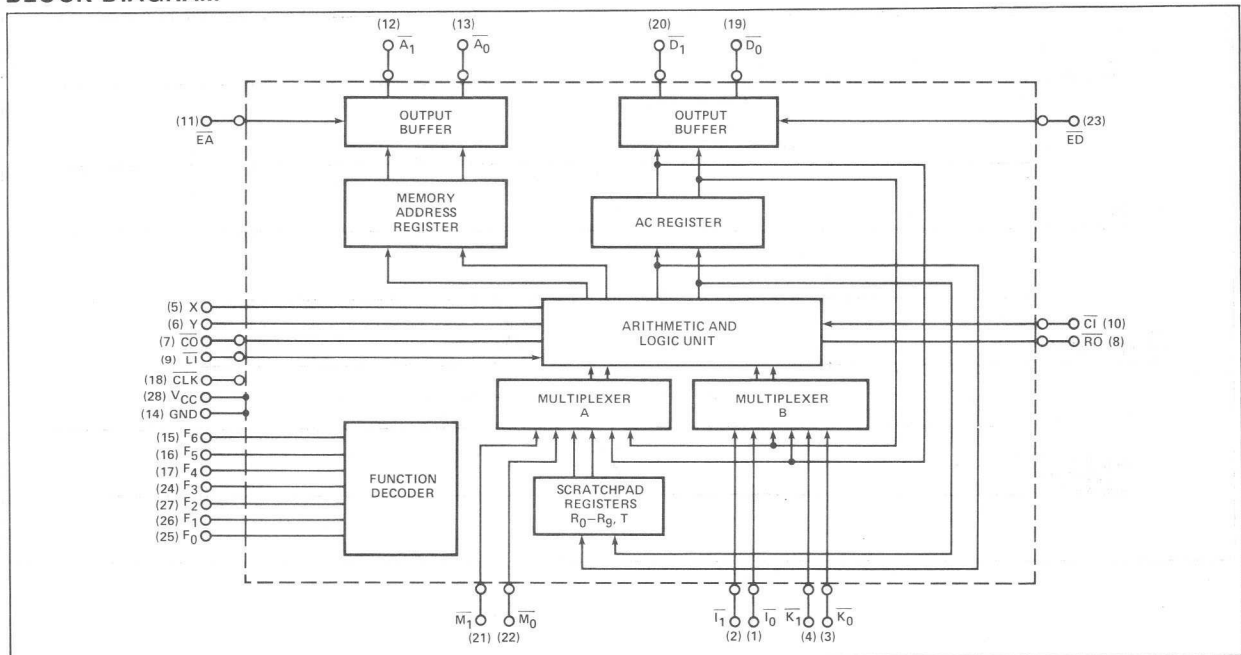 BLOCK DIAGRAM
(12) (13) (20) (19)
A̅1 A̅0 D̅1 D̅0
(11) OUTPUT BUFFER OUTPUT BUFFER (23)
E̅A̅ E̅D̅
MEMORY ADDRESS REGISTER
AC REGISTER
(5) X
(6) Y
(7) C̅O̅
(9) L̅I̅
ARITHMETIC AND LOGIC UNIT
C̅I̅ (10)
R̅O̅ (8)
(18) C̅L̅K̅
(28) VCC
(14) GND
MULTIPLEXER A
MULTIPLEXER B
(15) F6
(16) F5
(17) F4
(24) F3
(27) F2
(26) F1
(25) F0
FUNCTION DECODER
SCRATCHPAD REGISTERS
R0–R9, T
M̅1 M̅0 I̅1 I̅0 K̅1 K̅0
(21) (22) (2) (1) (4) (3)